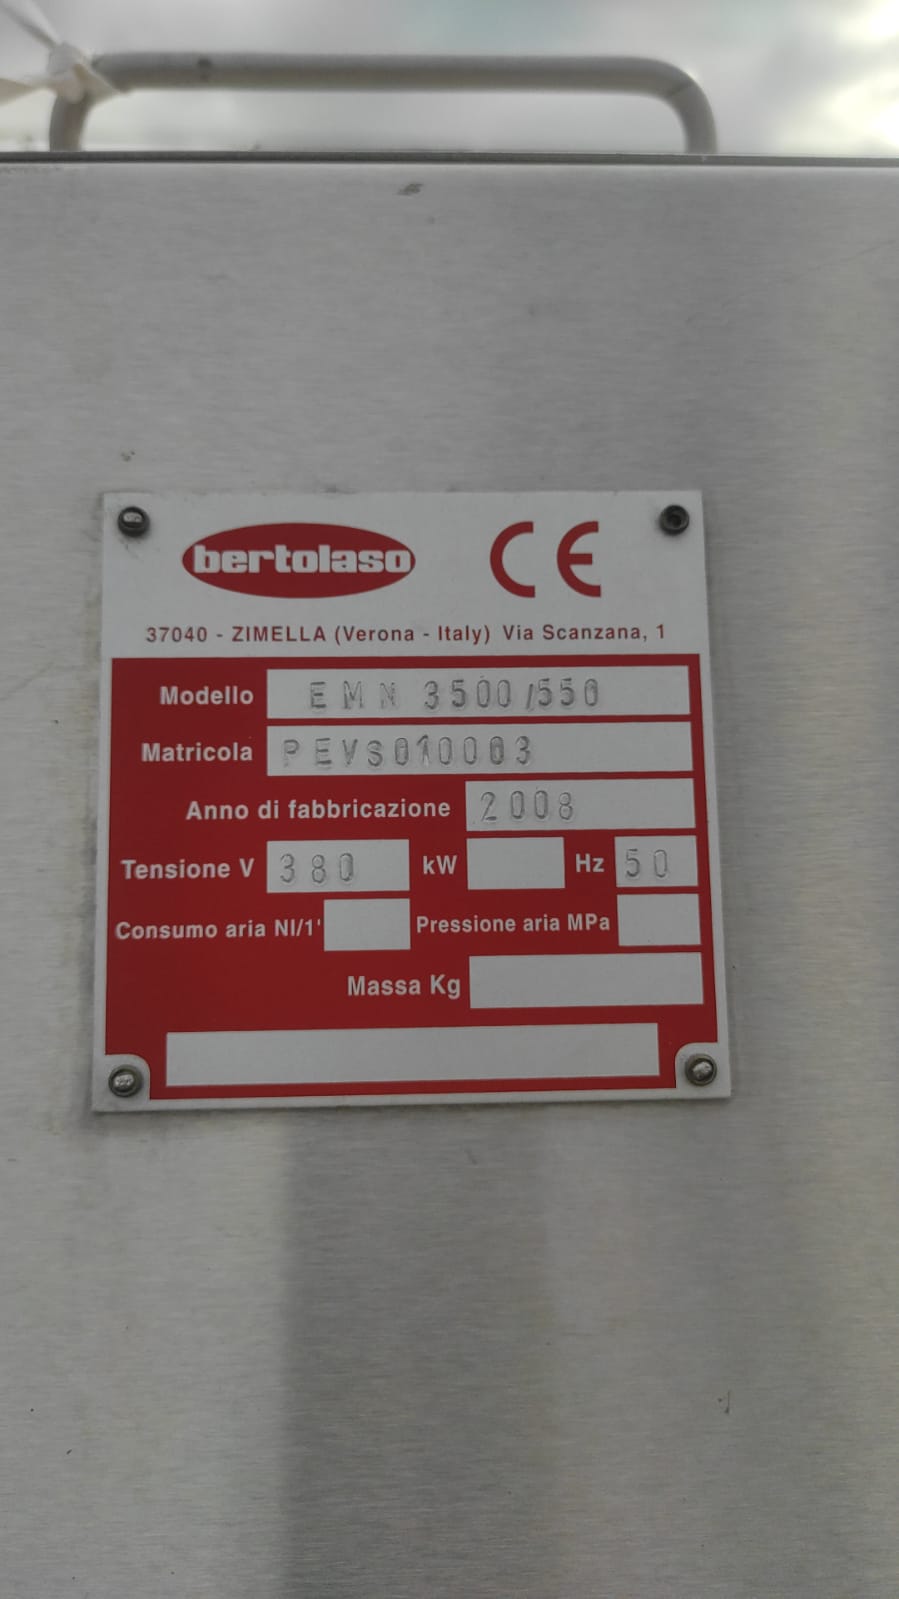 bertolaso CE
37040 - ZIMELLA (Verona - Italy) Via Scanzana, 1
Modello EMN 3500/550
Matricola PEVS010003
Anno di fabbricazione 2008
Tensione V 380 kW Hz 50
Consumo aria Nl/1' Pressione aria MPa
Massa Kg